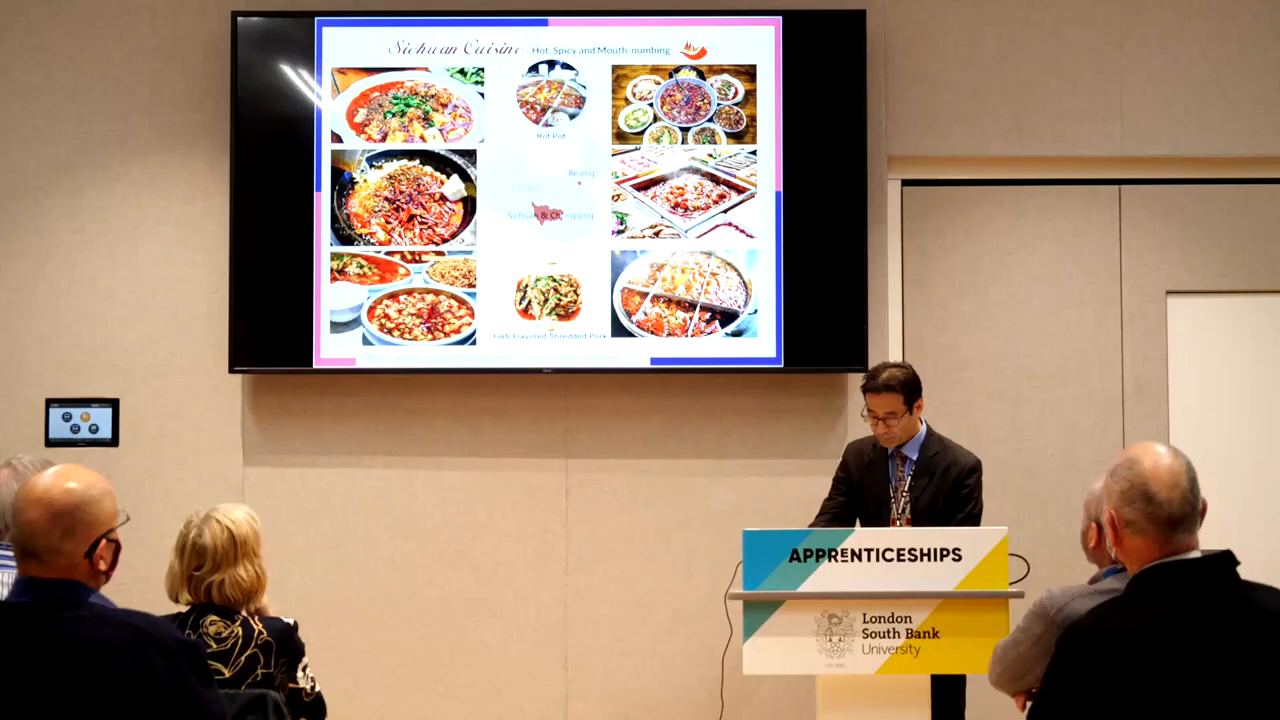 Sichuan Cuisine - Hot, Spicy and Mouth-numbing
Hot Pot
Beijing
Sichuan & Chongqing
Fish-Flavored Shredded Pork
APPRENTICESHIPS
London
South Bank
University